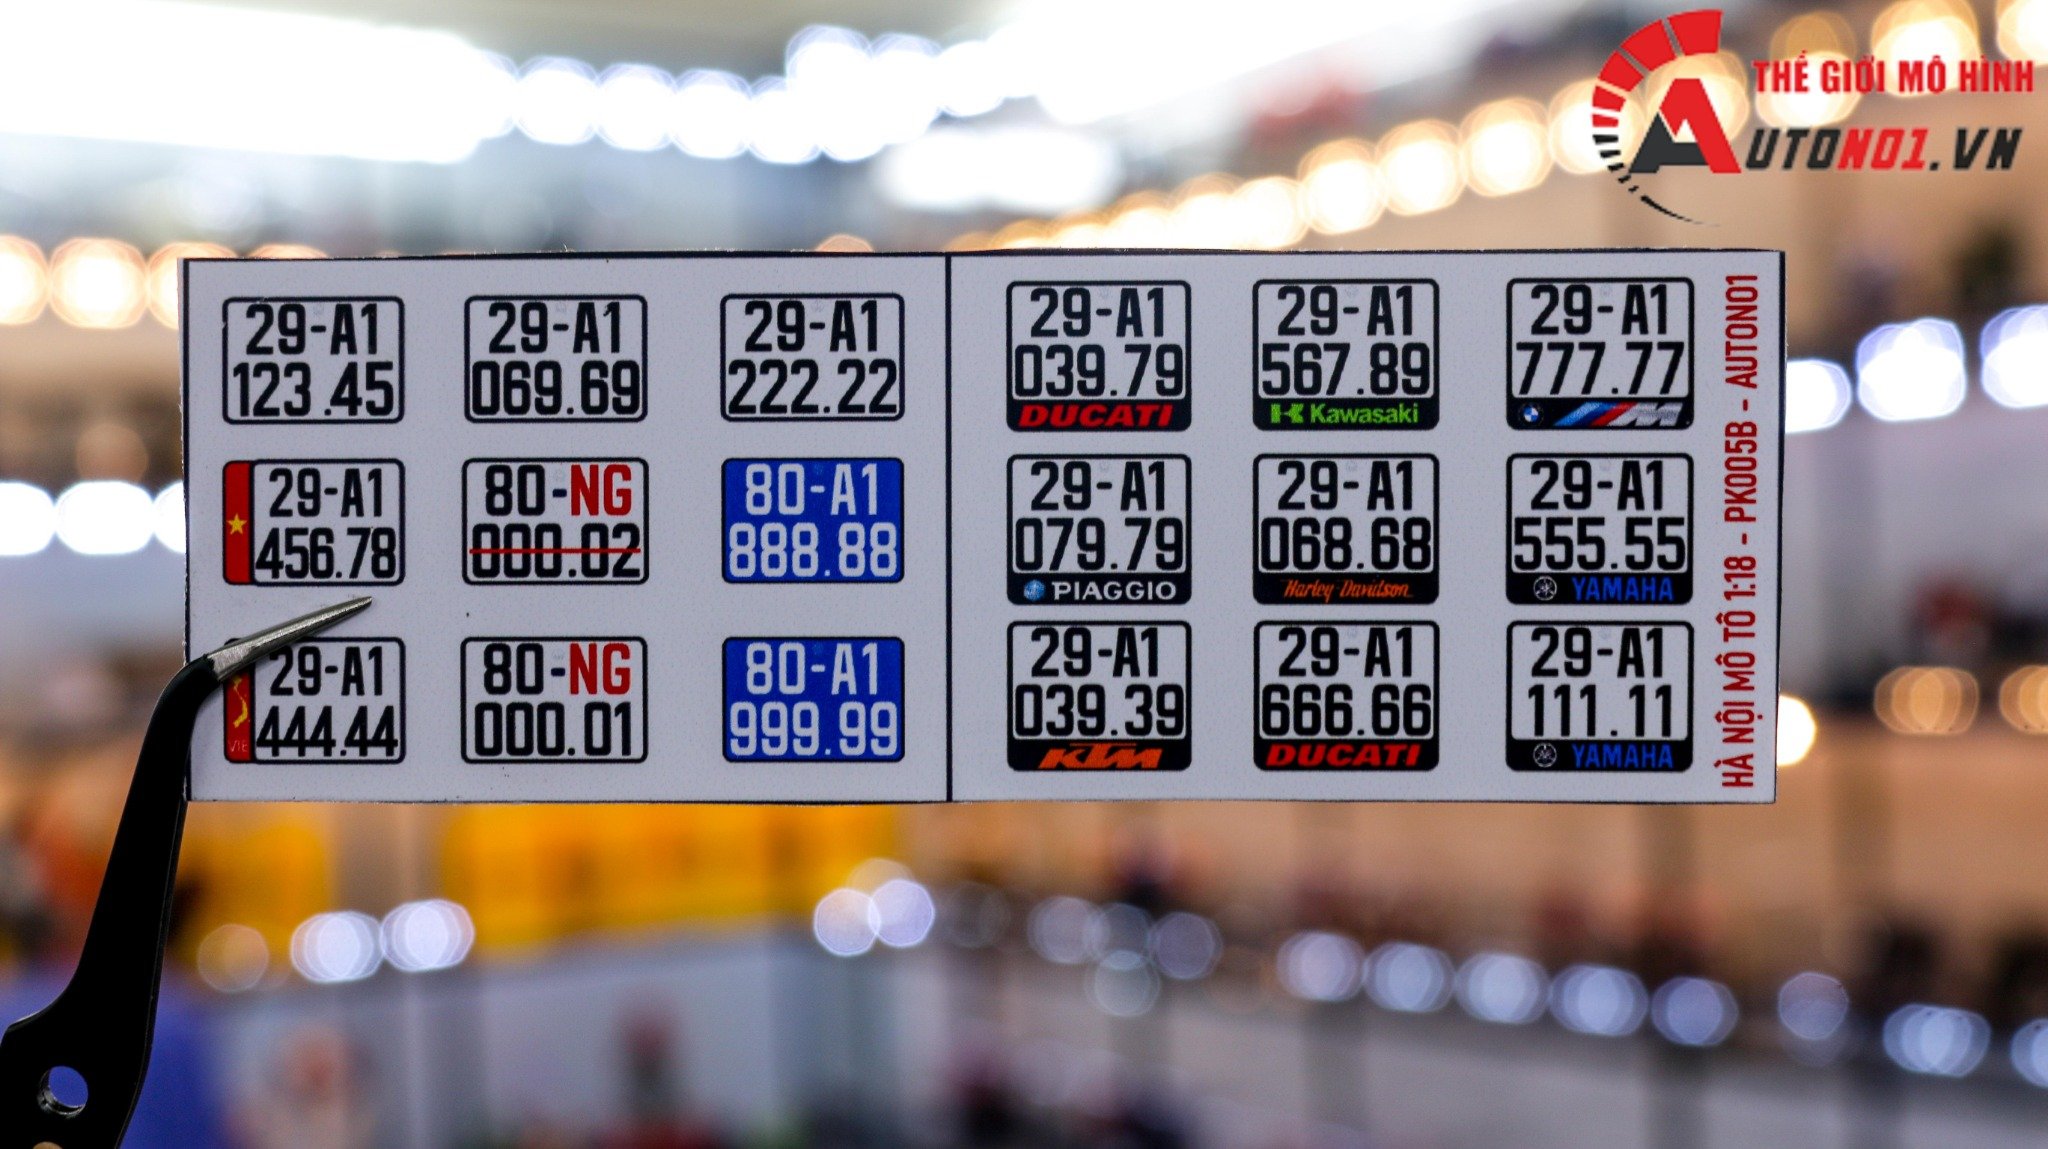 THẾ GIỚI MÔ HÌNH
AUTONO1.VN
29-A1
123.45
29-A1
069.69
29-A1
222.22
29-A1
456.78
80-NG
000.02
80-A1
888.88
29-A1
444.44
VIE
80-NG
000.01
80-A1
999.99
29-A1
039.79
DUCATI
29-A1
567.89
Kawasaki
29-A1
777.77
M
29-A1
079.79
PIAGGIO
29-A1
068.68
Harley-Davidson
29-A1
555.55
YAMAHA
29-A1
039.39
KTM
29-A1
666.66
DUCATI
29-A1
111.11
YAMAHA
HÀ NỘI MÔ TÔ 1:18 - PK005B - AUTONO1